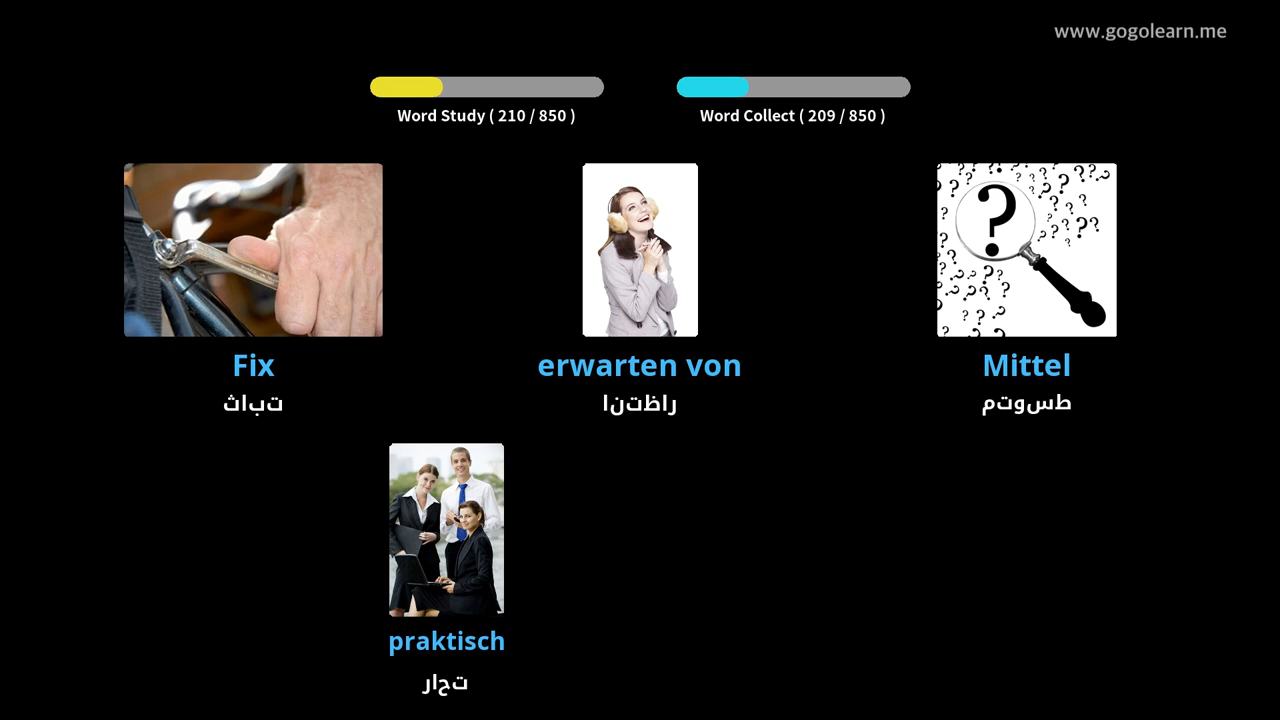 www.gogolearn.me
Word Study ( 210 / 850 )
Word Collect ( 209 / 850 )
Fix
تباث
erwarten von
راظتنا
Mittel
طسوتم
praktisch
تحار